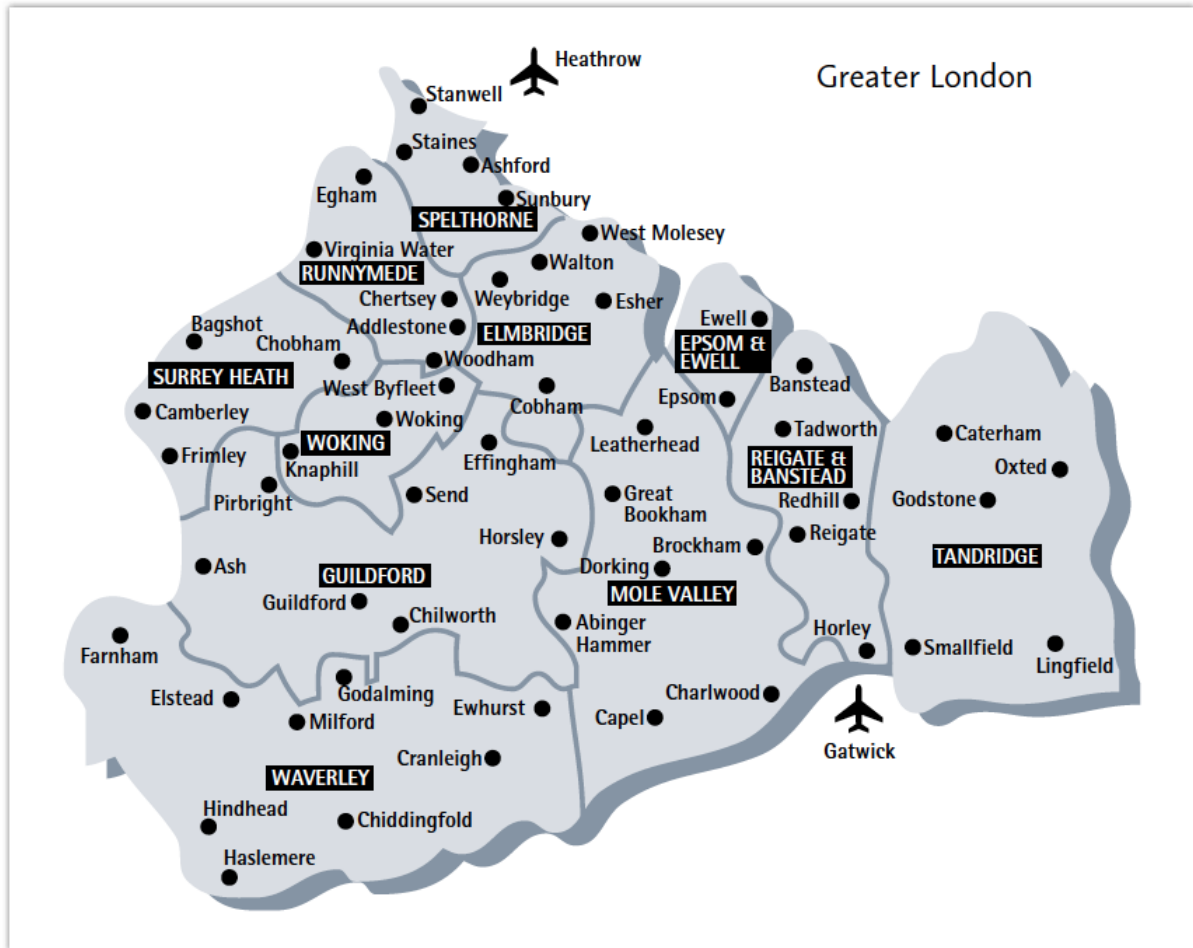 Heathrow
Greater London
Stanwell
Staines
Ashford
Egham
Sunbury
SPELTHORNE
West Molesey
Virginia Water
RUNNYMEDE
Walton
Weybridge
Chertsey
Esher
Addlestone
ELMBRIDGE
Ewell
EPSOM &
EWELL
Bagshot
Chobham
Woodham
SURREY HEATH
West Byfleet
Cobham
Epsom
Banstead
Camberley
Woking
WOKING
Tadworth
Caterham
Frimley
Knaphill
Effingham
Leatherhead
REIGATE &
BANSTEAD
Oxted
Pirbright
Send
Great
Bookham
Redhill
Godstone
Horsley
Brockham
Reigate
TANDRIDGE
Ash
GUILDFORD
Dorking
MOLE VALLEY
Guildford
Chilworth
Abinger
Hammer
Horley
Smallfield
Lingfield
Farnham
Elstead
Godalming
Milford
Ewhurst
Capel
Charlwood
Gatwick
Cranleigh
WAVERLEY
Hindhead
Chiddingfold
Haslemere